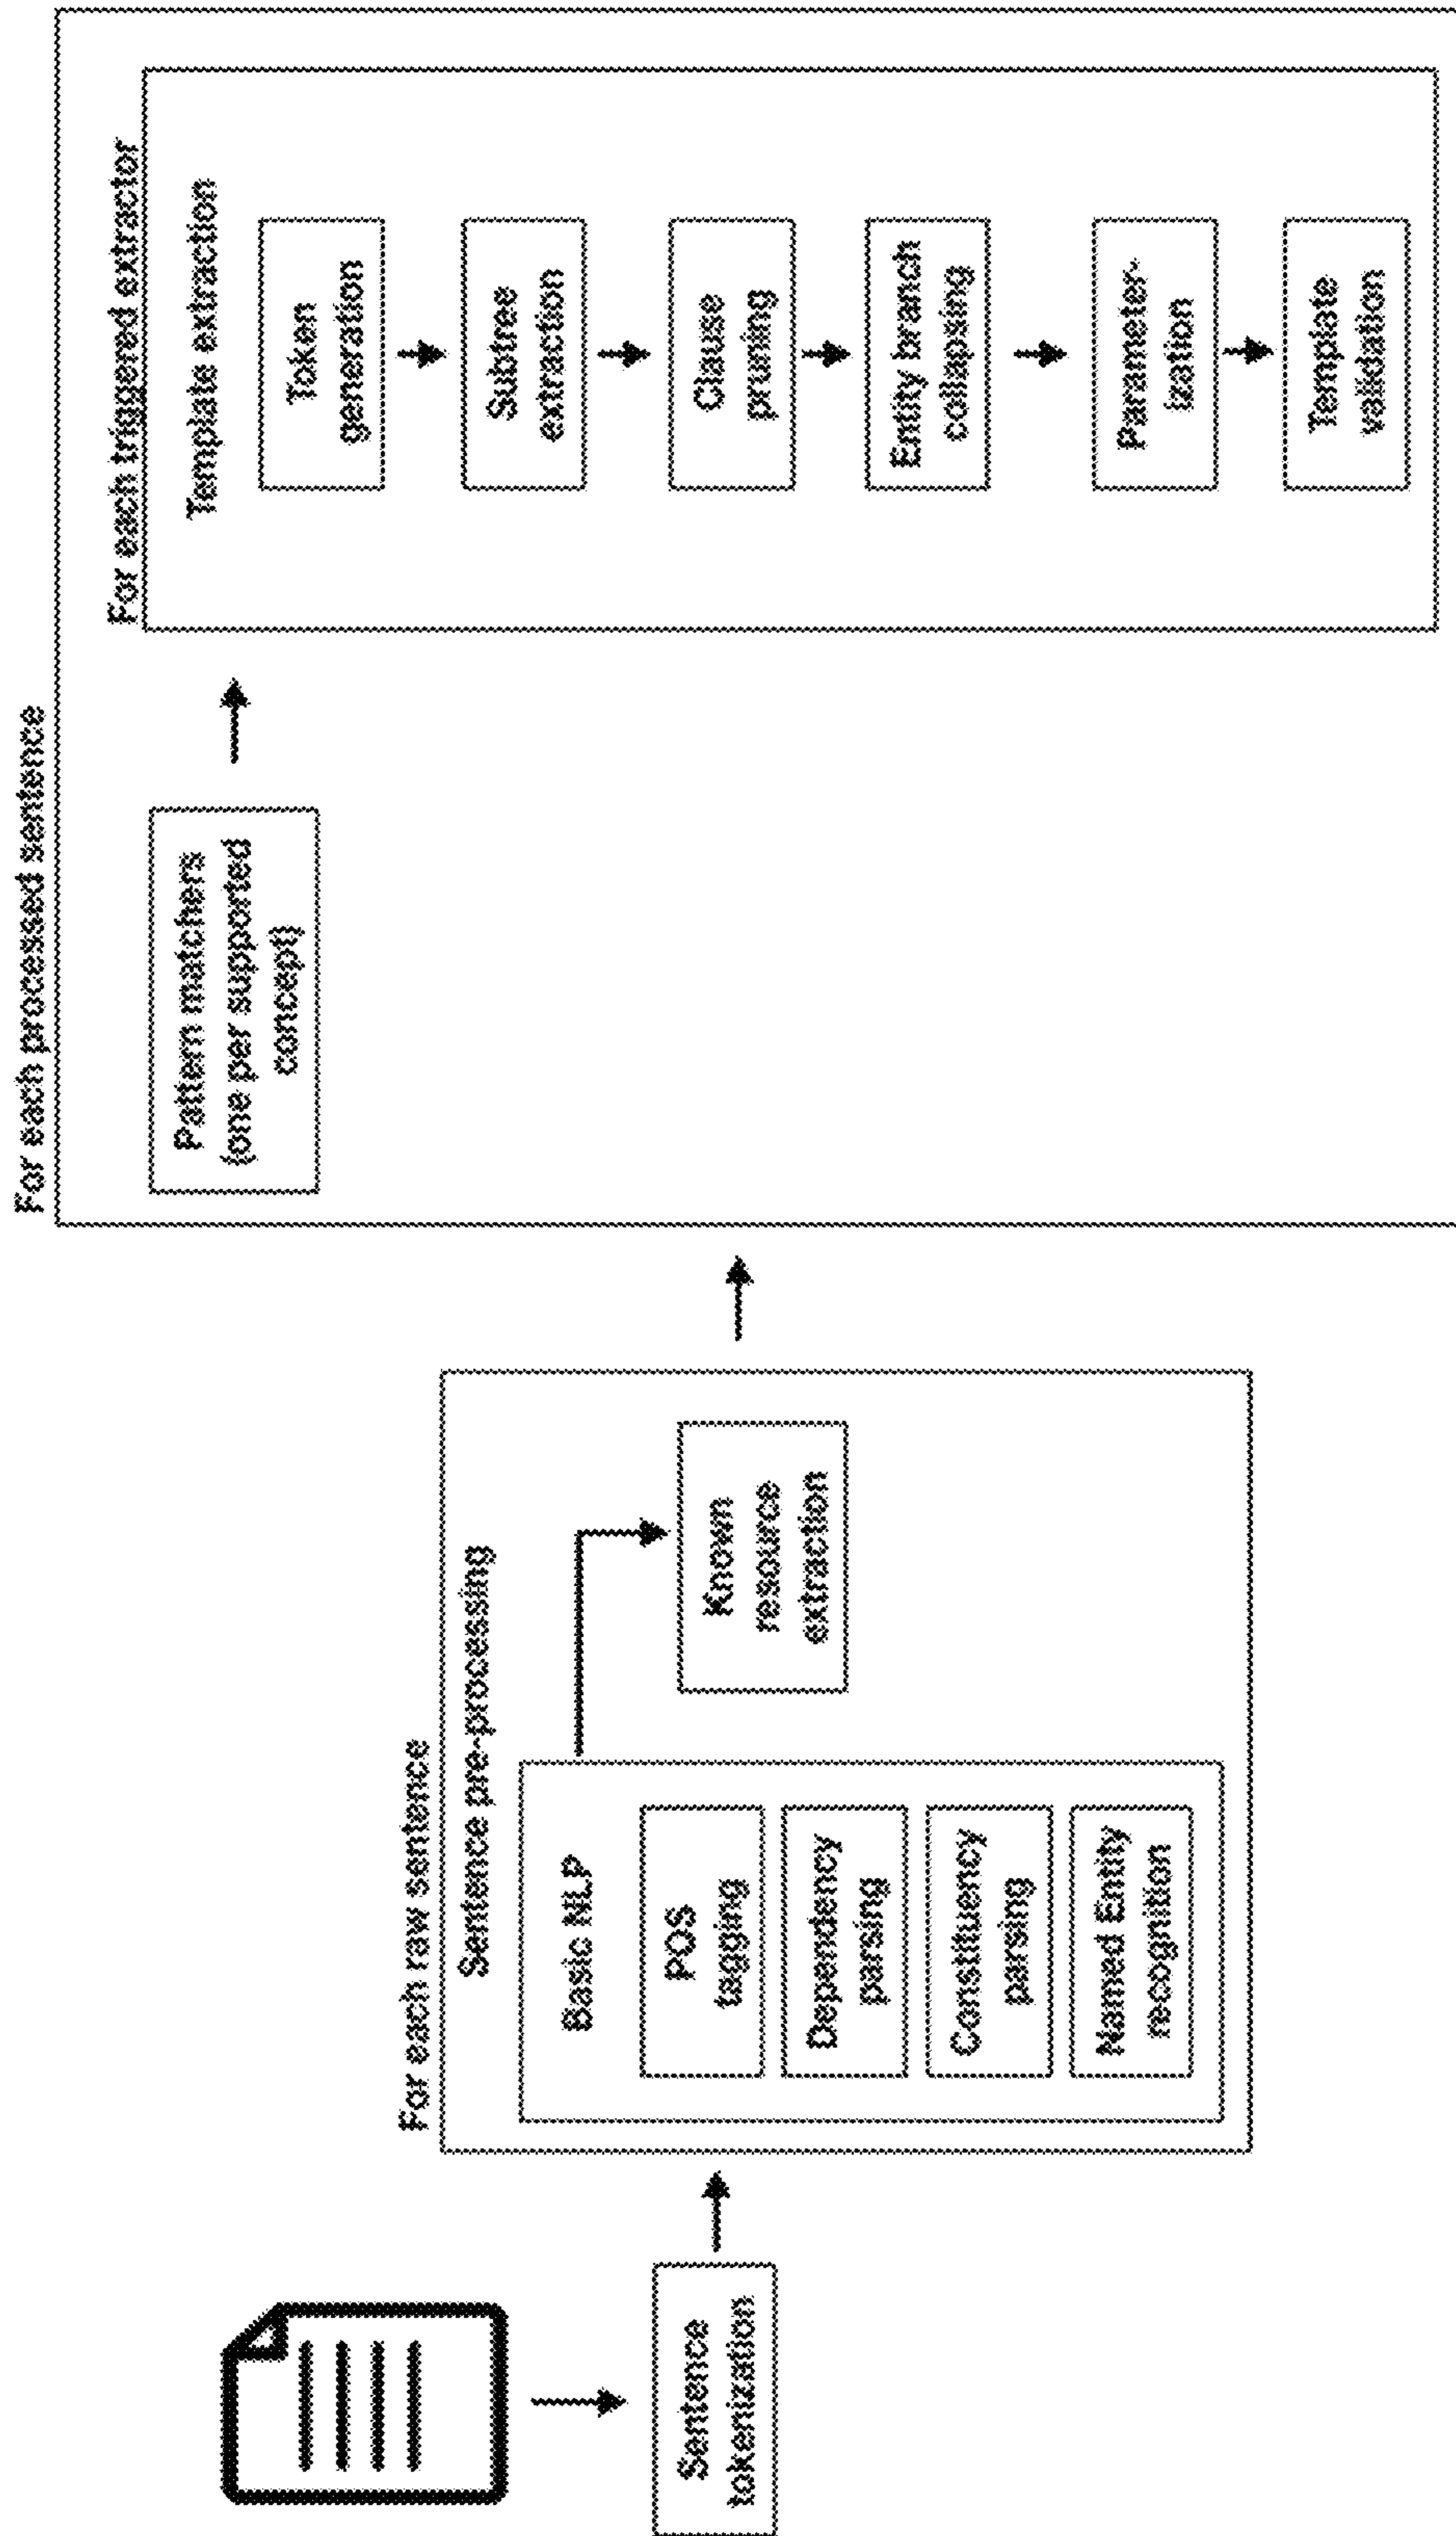 Sentence
tokenization
For each raw sentence
Sentence pre-processing
Basic NLP
POS
tagging
Dependency
parsing
Constituency
parsing
Named Entity
recognition
Known
resource
extraction
For each processed sentence
Pattern matchers
(one per supported
concept)
For each triggered extractor
Template extraction
Token
generation
Subtree
extraction
Clause
pruning
Entity branch
collapsing
Parameter-
ization
Template
validation